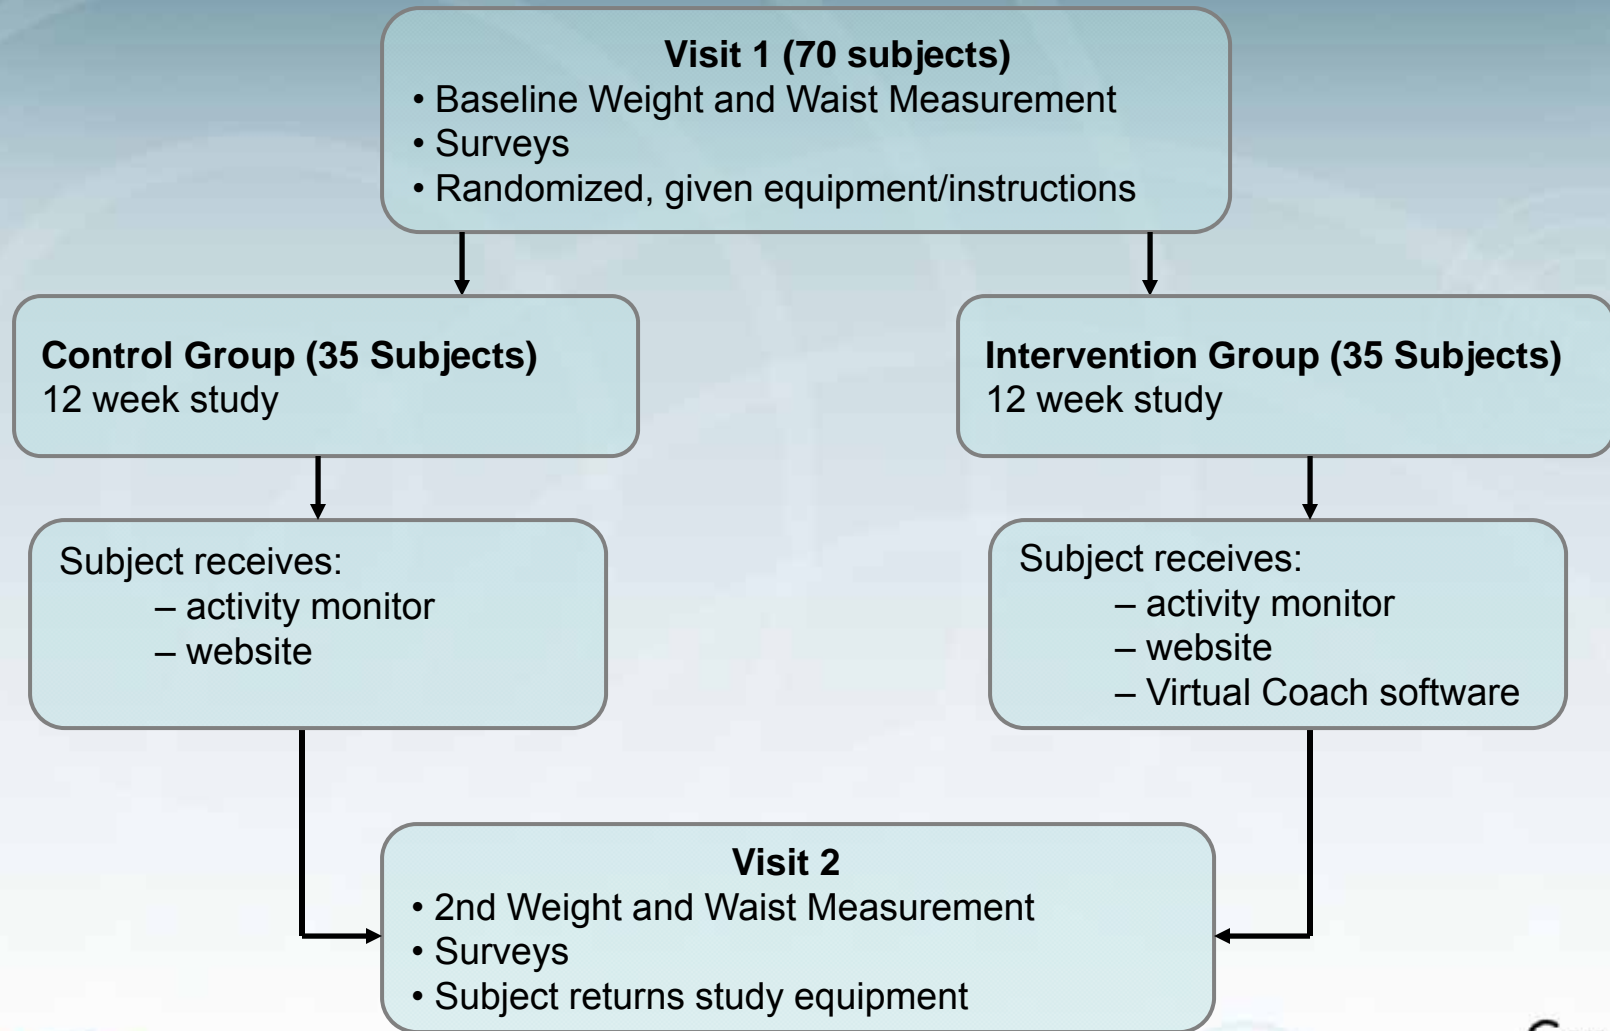 Visit 1 (70 subjects)
• Baseline Weight and Waist Measurement
• Surveys
• Randomized, given equipment/instructions
Control Group (35 Subjects)
12 week study
Intervention Group (35 Subjects)
12 week study
Subject receives:
– activity monitor
– website
Subject receives:
– activity monitor
– website
– Virtual Coach software
Visit 2
• 2nd Weight and Waist Measurement
• Surveys
• Subject returns study equipment